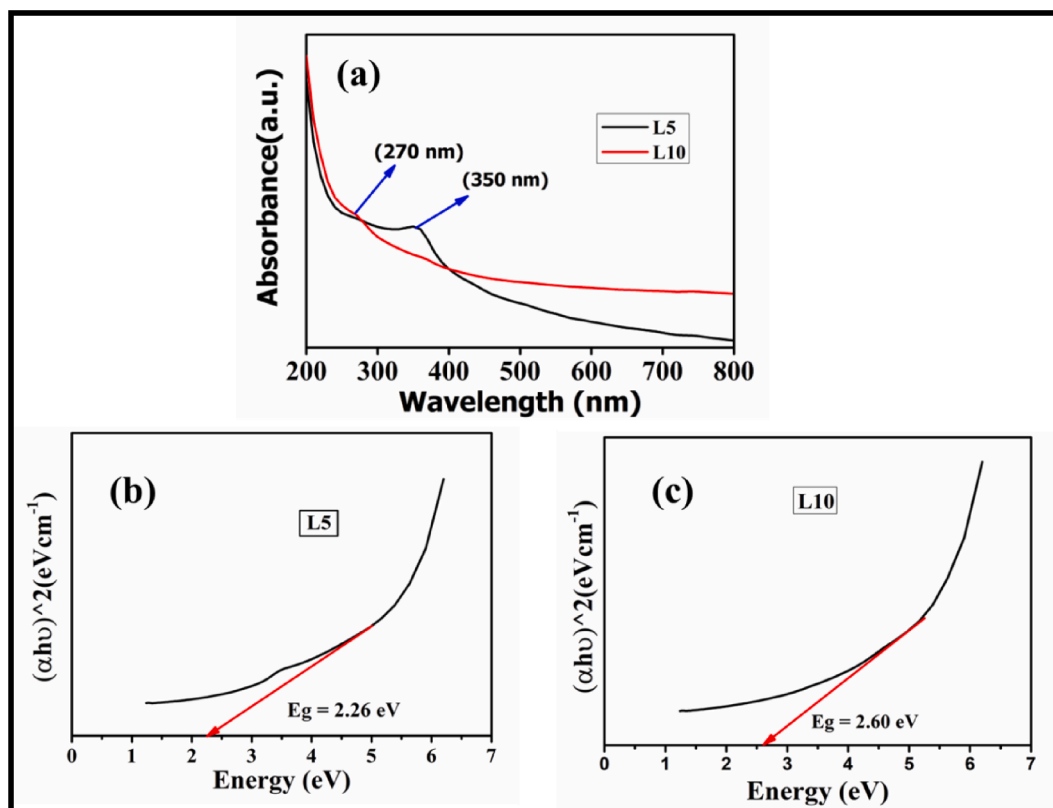 (a)
L5
L10
(270 nm)
(350 nm)
Absorbance(a.u.)
200 300 400 500 600 700 800
Wavelength (nm)
(b)
L5
(αhυ)^2(eVcm⁻¹)
Eg = 2.26 eV
0 1 2 3 4 5 6 7
Energy (eV)
(c)
L10
(αhυ)^2(eVcm⁻¹)
Eg = 2.60 eV
0 1 2 3 4 5 6 7
Energy (eV)